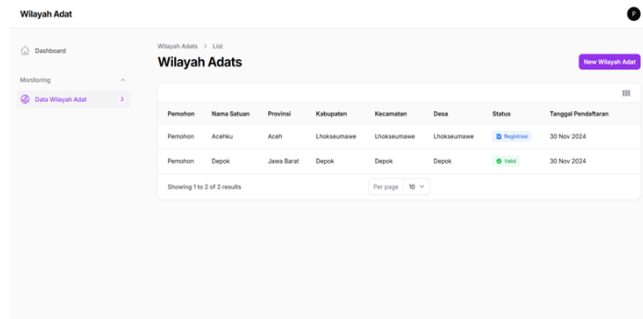 Wilayah Adat
P
Dashboard
Monitoring
Data Wilayah Adat 2
Wilayah Adats > List
Wilayah Adats
New Wilayah Adat
Pemohon Nama Satuan Provinsi Kabupaten Kecamatan Desa Status Tanggal Pendaftaran
Pemohon Acehku Aceh Lhokseumawe Lhokseumawe Lhokseumawe Registrasi 30 Nov 2024
Pemohon Depok Jawa Barat Depok Depok Depok Valid 30 Nov 2024
Showing 1 to 2 of 2 results
Per page 10